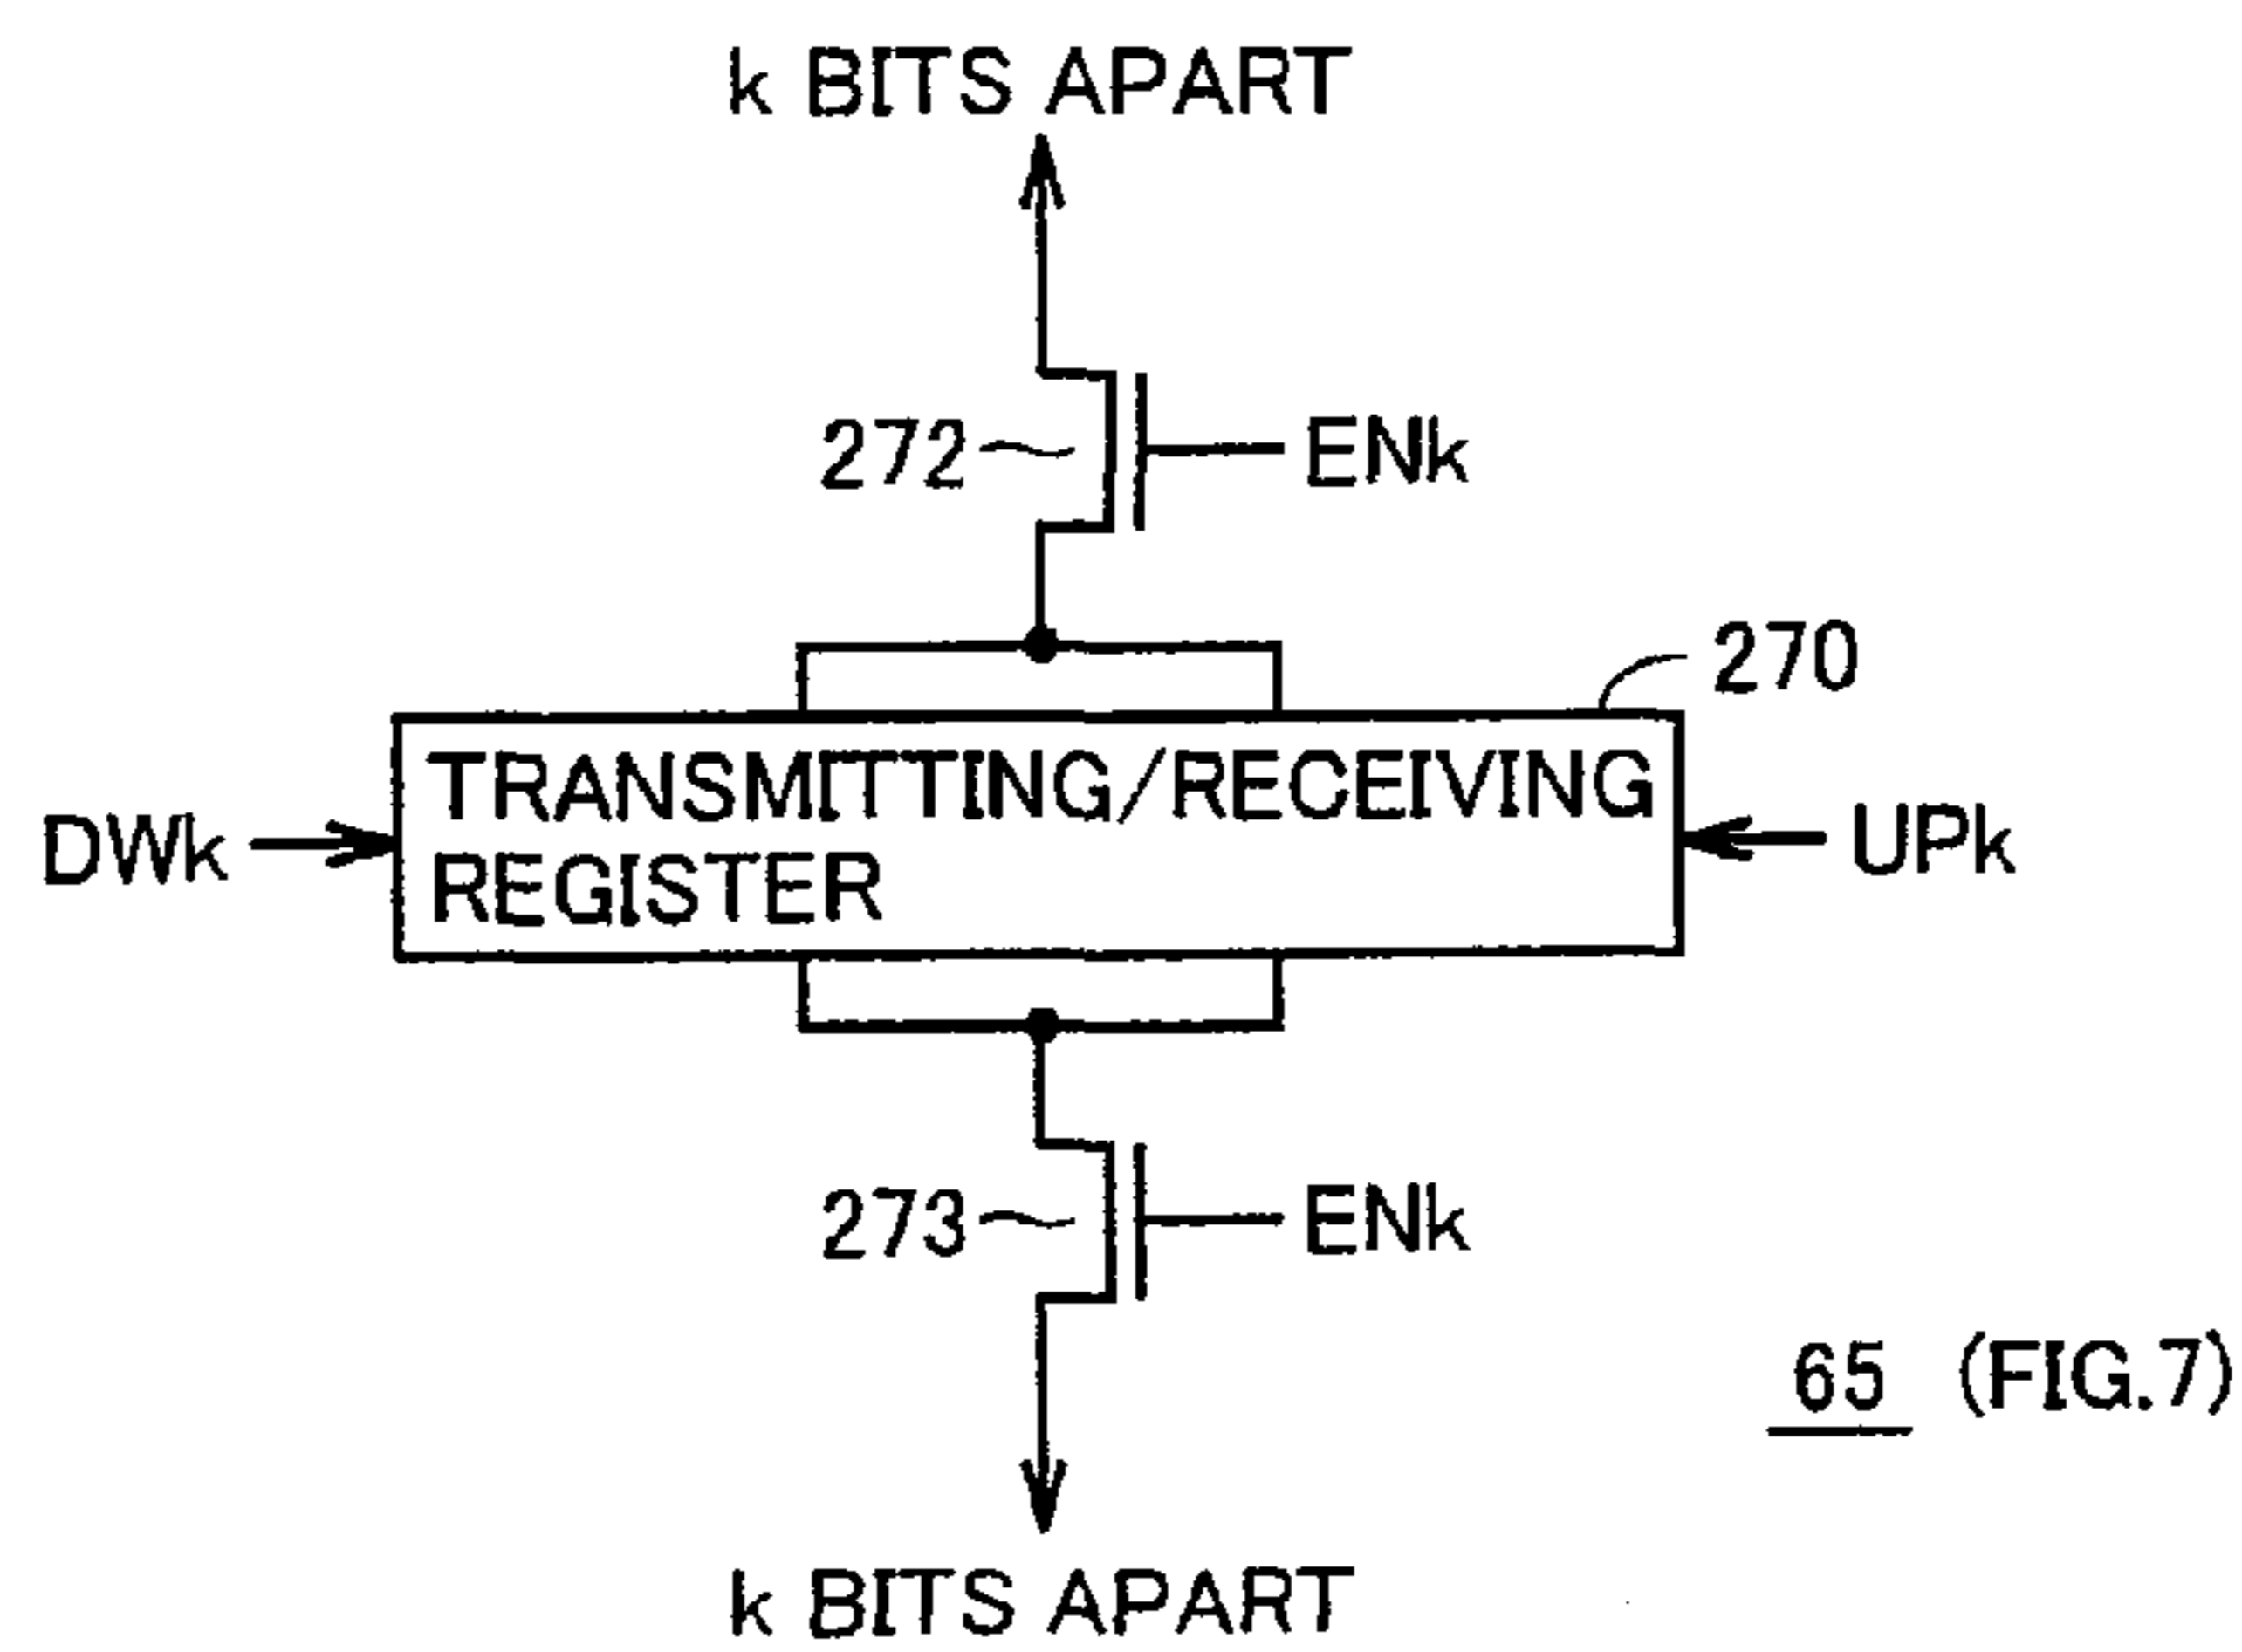 k BITS APART
272
ENk
270
TRANSMITTING/RECEIVING
REGISTER
DWk
UPk
273
ENk
65 (FIG.7)
k BITS APART